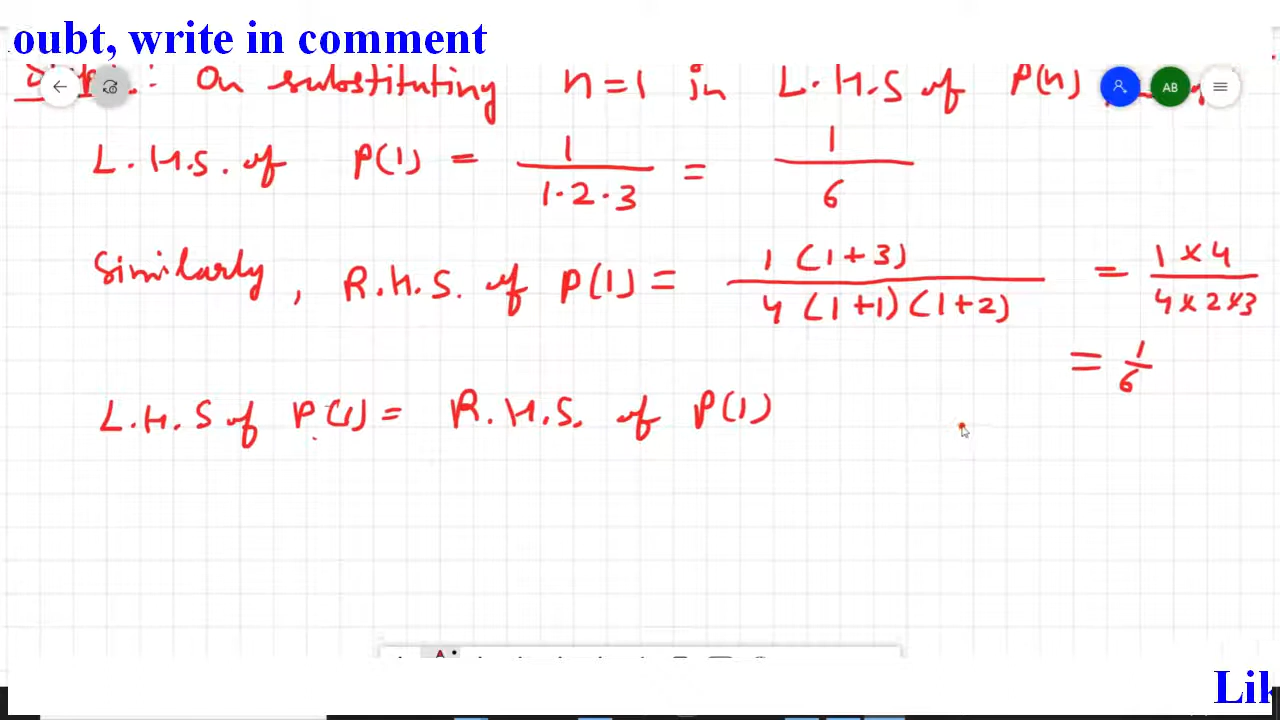 oubt, write in comment
On substituting n=1 in L.H.S of P(n)
AB
L.H.S. of P(1) = 1/(1·2·3) = 1/6
Similarly, R.H.S. of P(1) = 1(1+3)/(4(1+1)(1+2)) = (1×4)/(4×2×3)
= 1/6
L.H.S of P(1) = R.H.S. of P(1)
Lik